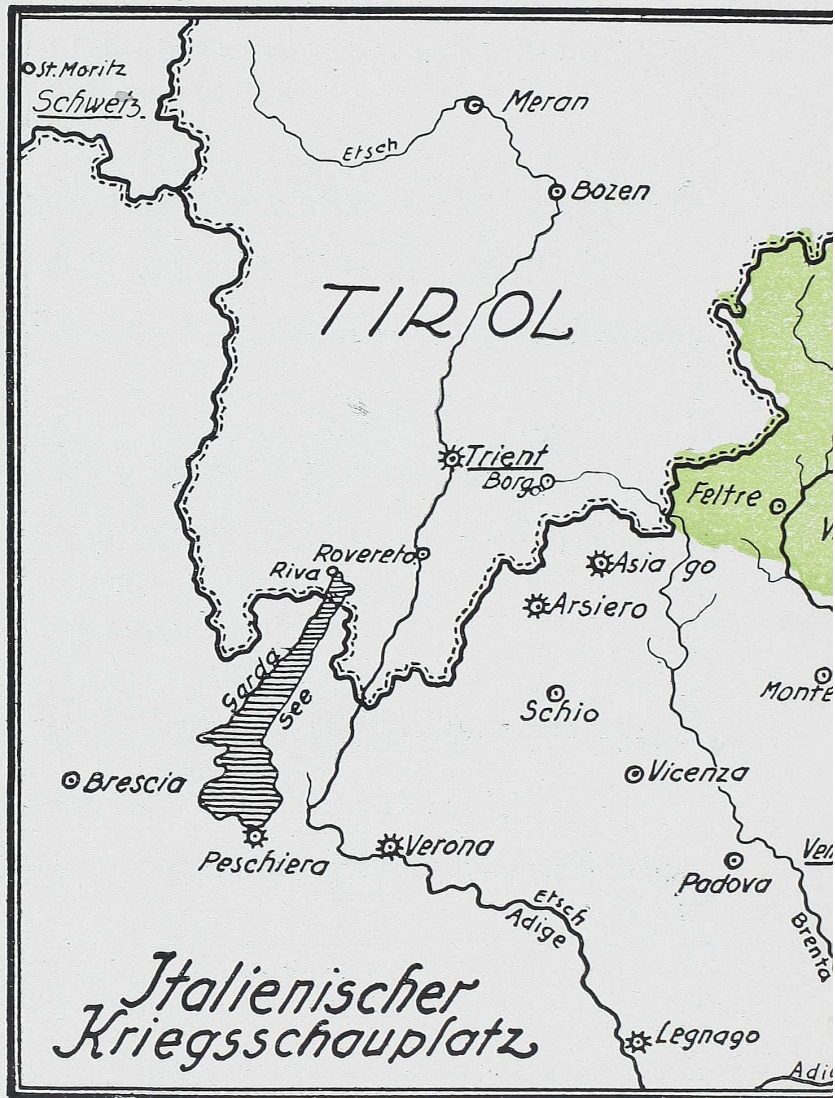 St. Moritz
Schweiz.
Meran
Etsch
Bozen
TIROL
Trient
Borgo
Feltre
Rovereto
Riva
Asiago
Arsiero
Garda
See
Schio
Monte
Brescia
Vicenza
Verona
Peschiera
Padova
Etsch
Adige
Brenta
Italienischer
Kriegsschauplatz
Legnago